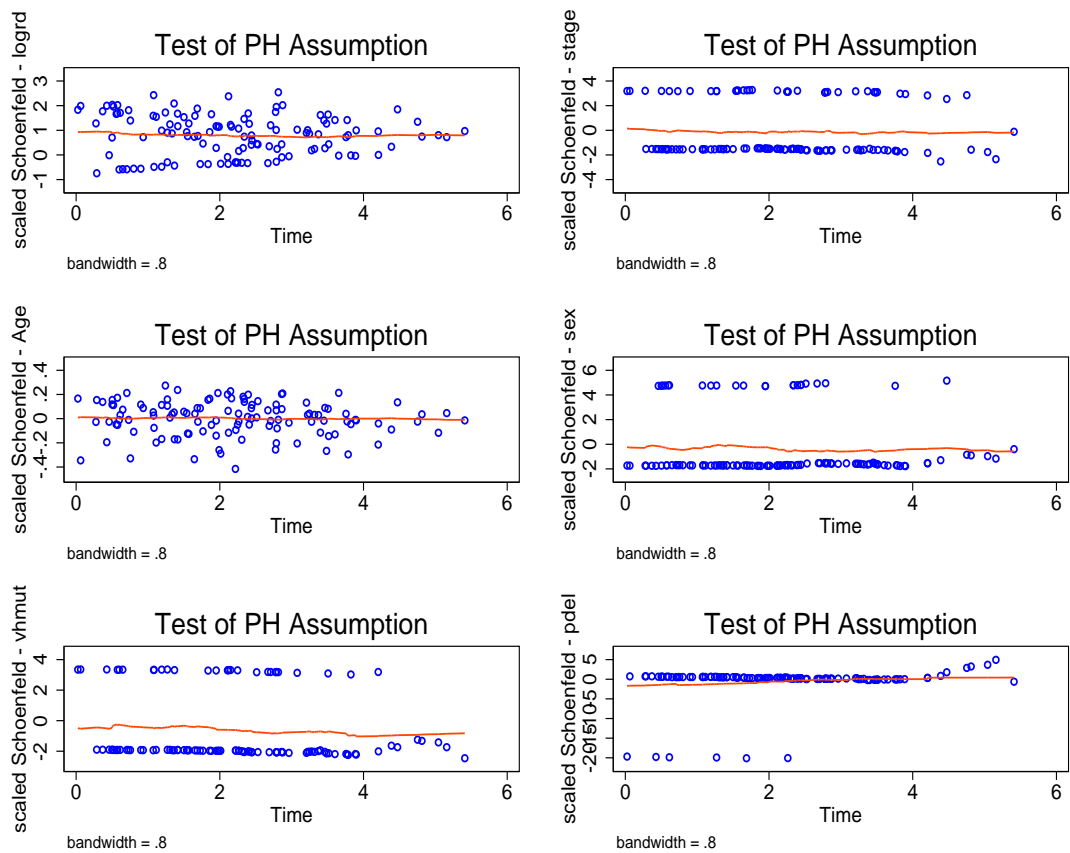 Test of PH Assumption
scaled Schoenfeld - logrd
3
2
1
0
-1
0 2 4 6
Time
bandwidth = .8
Test of PH Assumption
scaled Schoenfeld - stage
4
2
0
-2
-4
0 2 4 6
Time
bandwidth = .8
Test of PH Assumption
scaled Schoenfeld - Age
.4
.2
0
-.2
-.4
0 2 4 6
Time
bandwidth = .8
Test of PH Assumption
scaled Schoenfeld - sex
6
4
2
0
-2
0 2 4 6
Time
bandwidth = .8
Test of PH Assumption
scaled Schoenfeld - vhmut
4
2
0
-2
0 2 4 6
Time
bandwidth = .8
Test of PH Assumption
scaled Schoenfeld - pdel
5
0
-5
-10
-15
-20
0 2 4 6
Time
bandwidth = .8